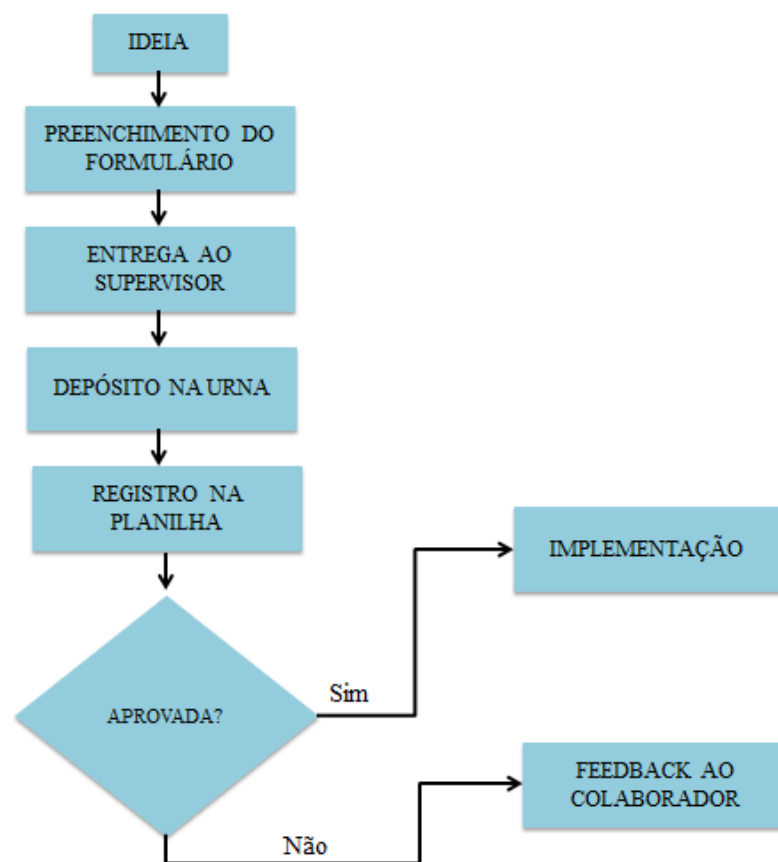 IDEIA
PREENCHIMENTO DO
FORMULÁRIO
ENTREGA AO
SUPERVISOR
DEPÓSITO NA URNA
REGISTRO NA
PLANILHA
IMPLEMENTAÇÃO
Sim
APROVADA?
FEEDBACK AO
COLABORADOR
Não